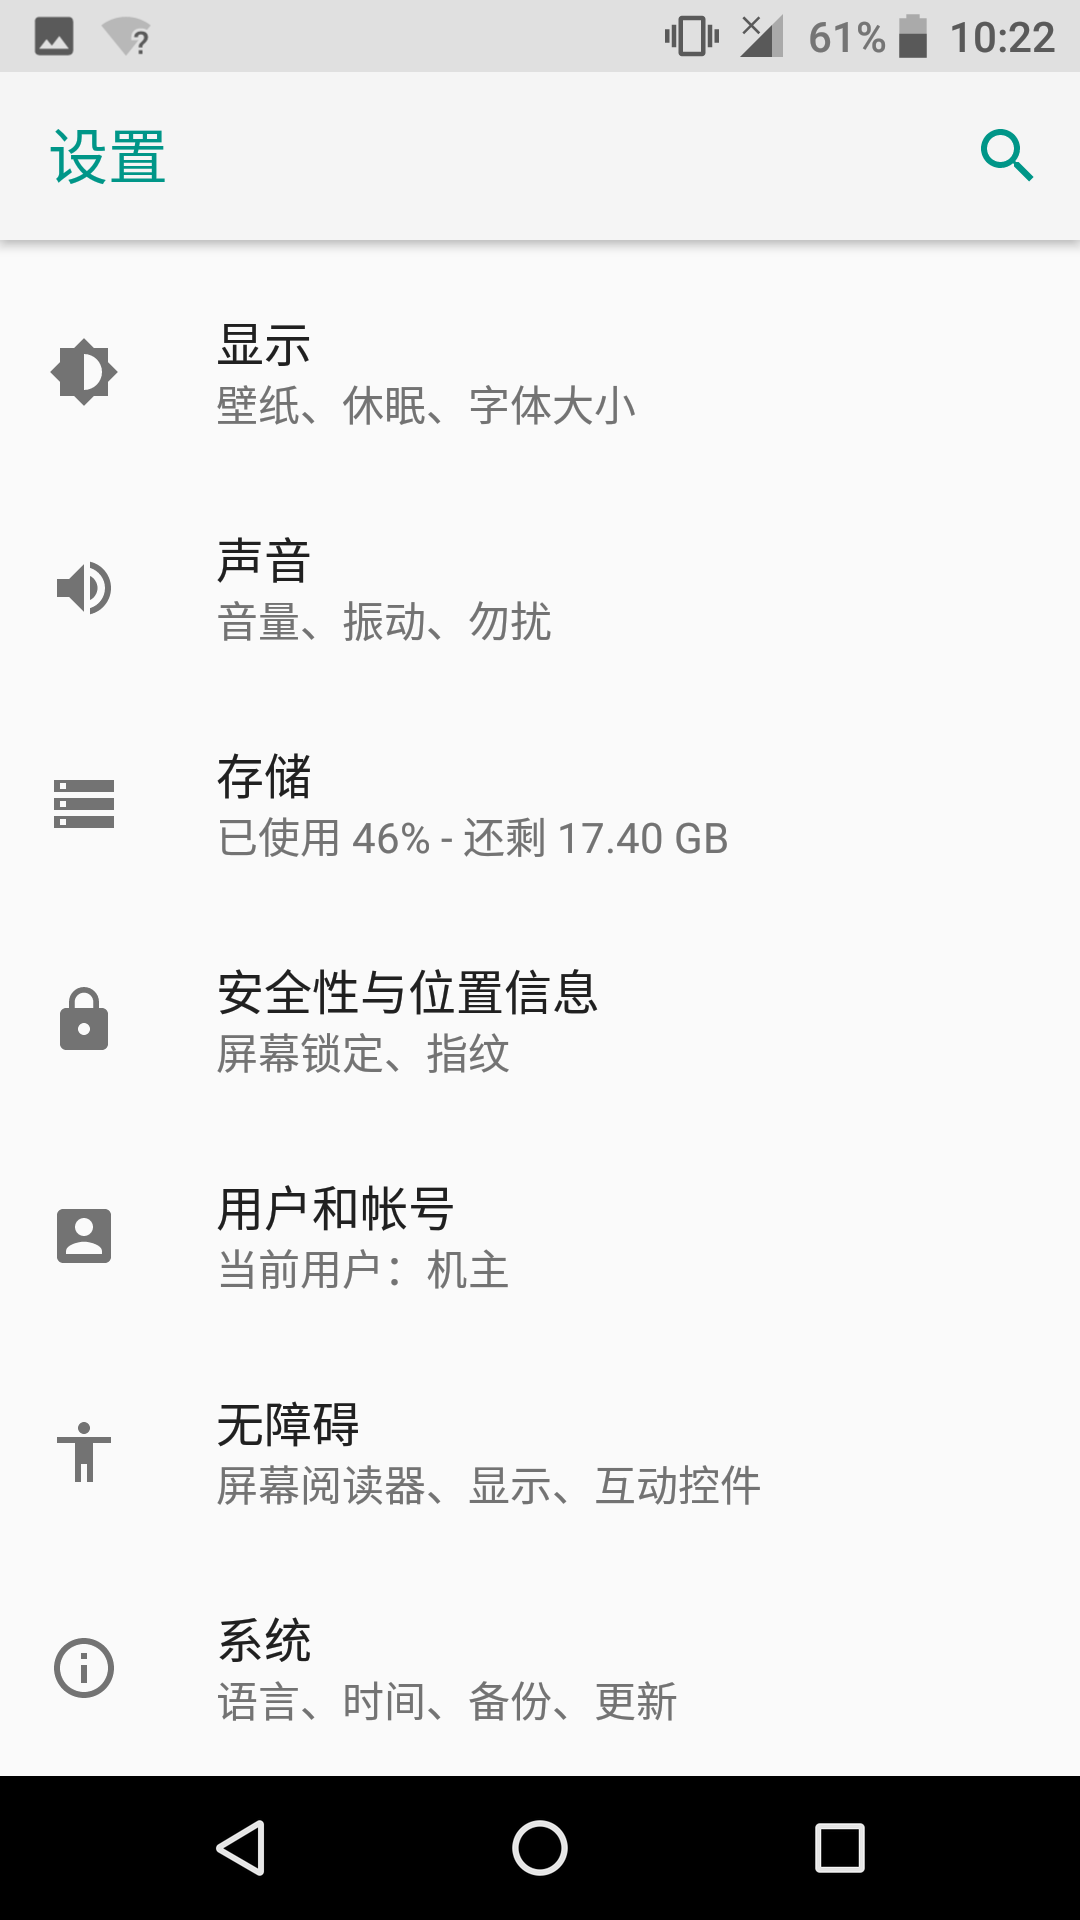 61% 10:22
设置
显示
壁纸、休眠、字体大小
声音
音量、振动、勿扰
存储
已使用 46% - 还剩 17.40 GB
安全性与位置信息
屏幕锁定、指纹
用户和帐号
当前用户：机主
无障碍
屏幕阅读器、显示、互动控件
系统
语言、时间、备份、更新